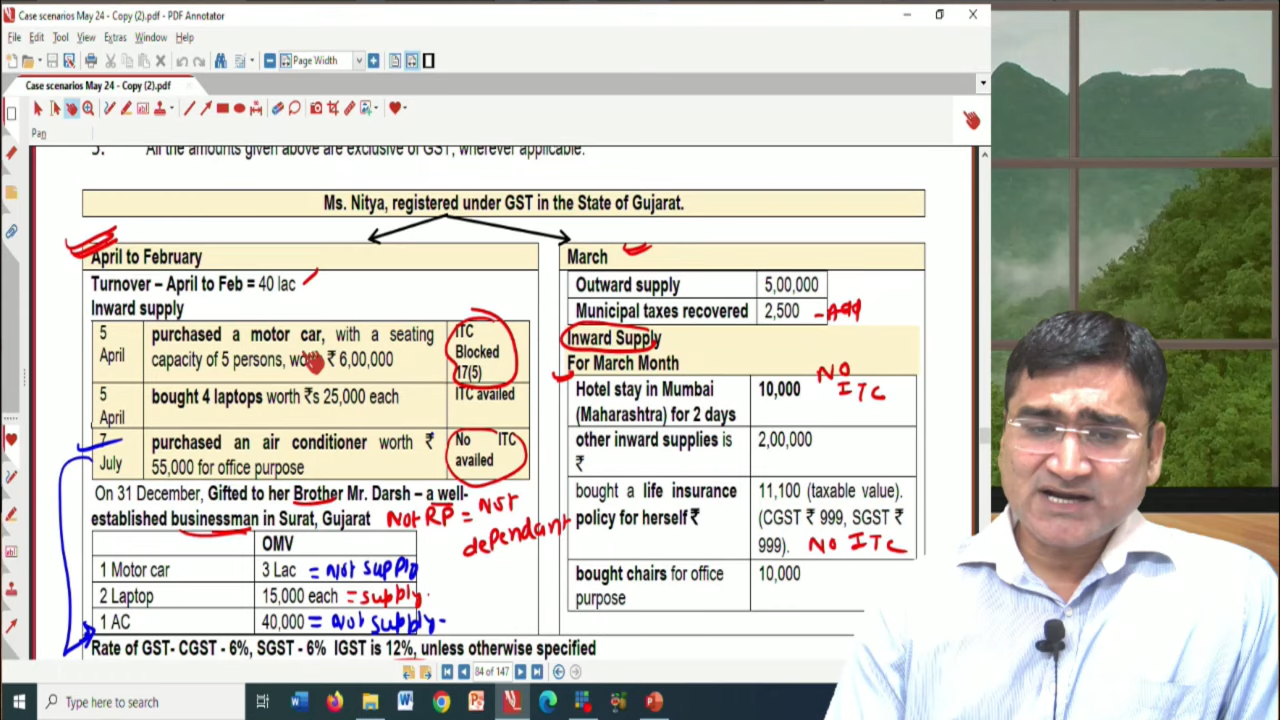 Case scenarios May 24 - Copy (2).pdf - PDF Annotator
File Edit Tool View Extras Window Help
Page Width
Case scenarios May 24 - Copy (2).pdf
Pan
All the amounts given above are exclusive of GST, wherever applicable.
Ms. Nitya, registered under GST in the State of Gujarat.
April to February
Turnover – April to Feb = 40 lac
Inward supply
5 April
purchased a motor car, with a seating
capacity of 5 persons, worth ₹ 6,00,000
ITC
Blocked
17(5)
5 April
bought 4 laptops worth ₹s 25,000 each
ITC availed
7 July
purchased an air conditioner worth ₹
55,000 for office purpose
No ITC
availed
On 31 December, Gifted to her Brother Mr. Darsh – a well-
established businessman in Surat, Gujarat
Not RP = Not
dependant
OMV
1 Motor car 3 Lac = Not supply
2 Laptop 15,000 each = supply.
1 AC 40,000 = Not supply-
Rate of GST- CGST - 6%, SGST - 6% IGST is 12%, unless otherwise specified
March
Outward supply 5,00,000
Municipal taxes recovered 2,500 - Add
Inward Supply
For March Month
Hotel stay in Mumbai
(Maharashtra) for 2 days
10,000
NO
ITC
other inward supplies is
₹
2,00,000
bought a life insurance
policy for herself ₹
11,100 (taxable value).
(CGST ₹ 999, SGST ₹
999). No ITC
bought chairs for office
purpose
10,000
84 of 147
Type here to search